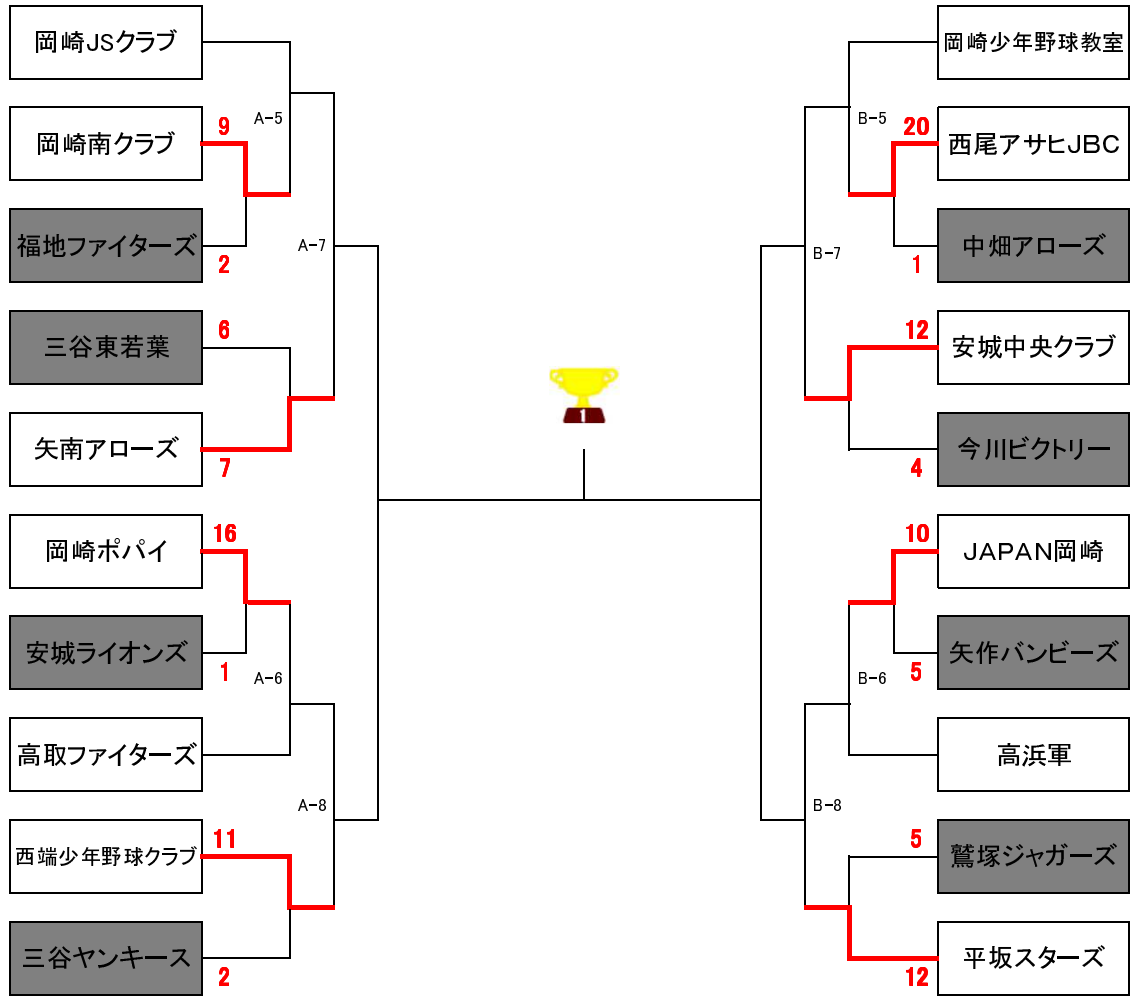 岡崎JSクラブ
A-5
9
岡崎南クラブ
福地ファイターズ
2
A-7
6
三谷東若葉
矢南アローズ
7
16
岡崎ポパイ
安城ライオンズ
1
A-6
高取ファイターズ
A-8
11
西端少年野球クラブ
三谷ヤンキース
2
1
岡崎少年野球教室
B-5
20
西尾アサヒJBC
中畑アローズ
1
B-7
12
安城中央クラブ
今川ビクトリー
4
10
JAPAN岡崎
矢作バンビーズ
5
B-6
高浜軍
B-8
5
鷲塚ジャガーズ
平坂スターズ
12